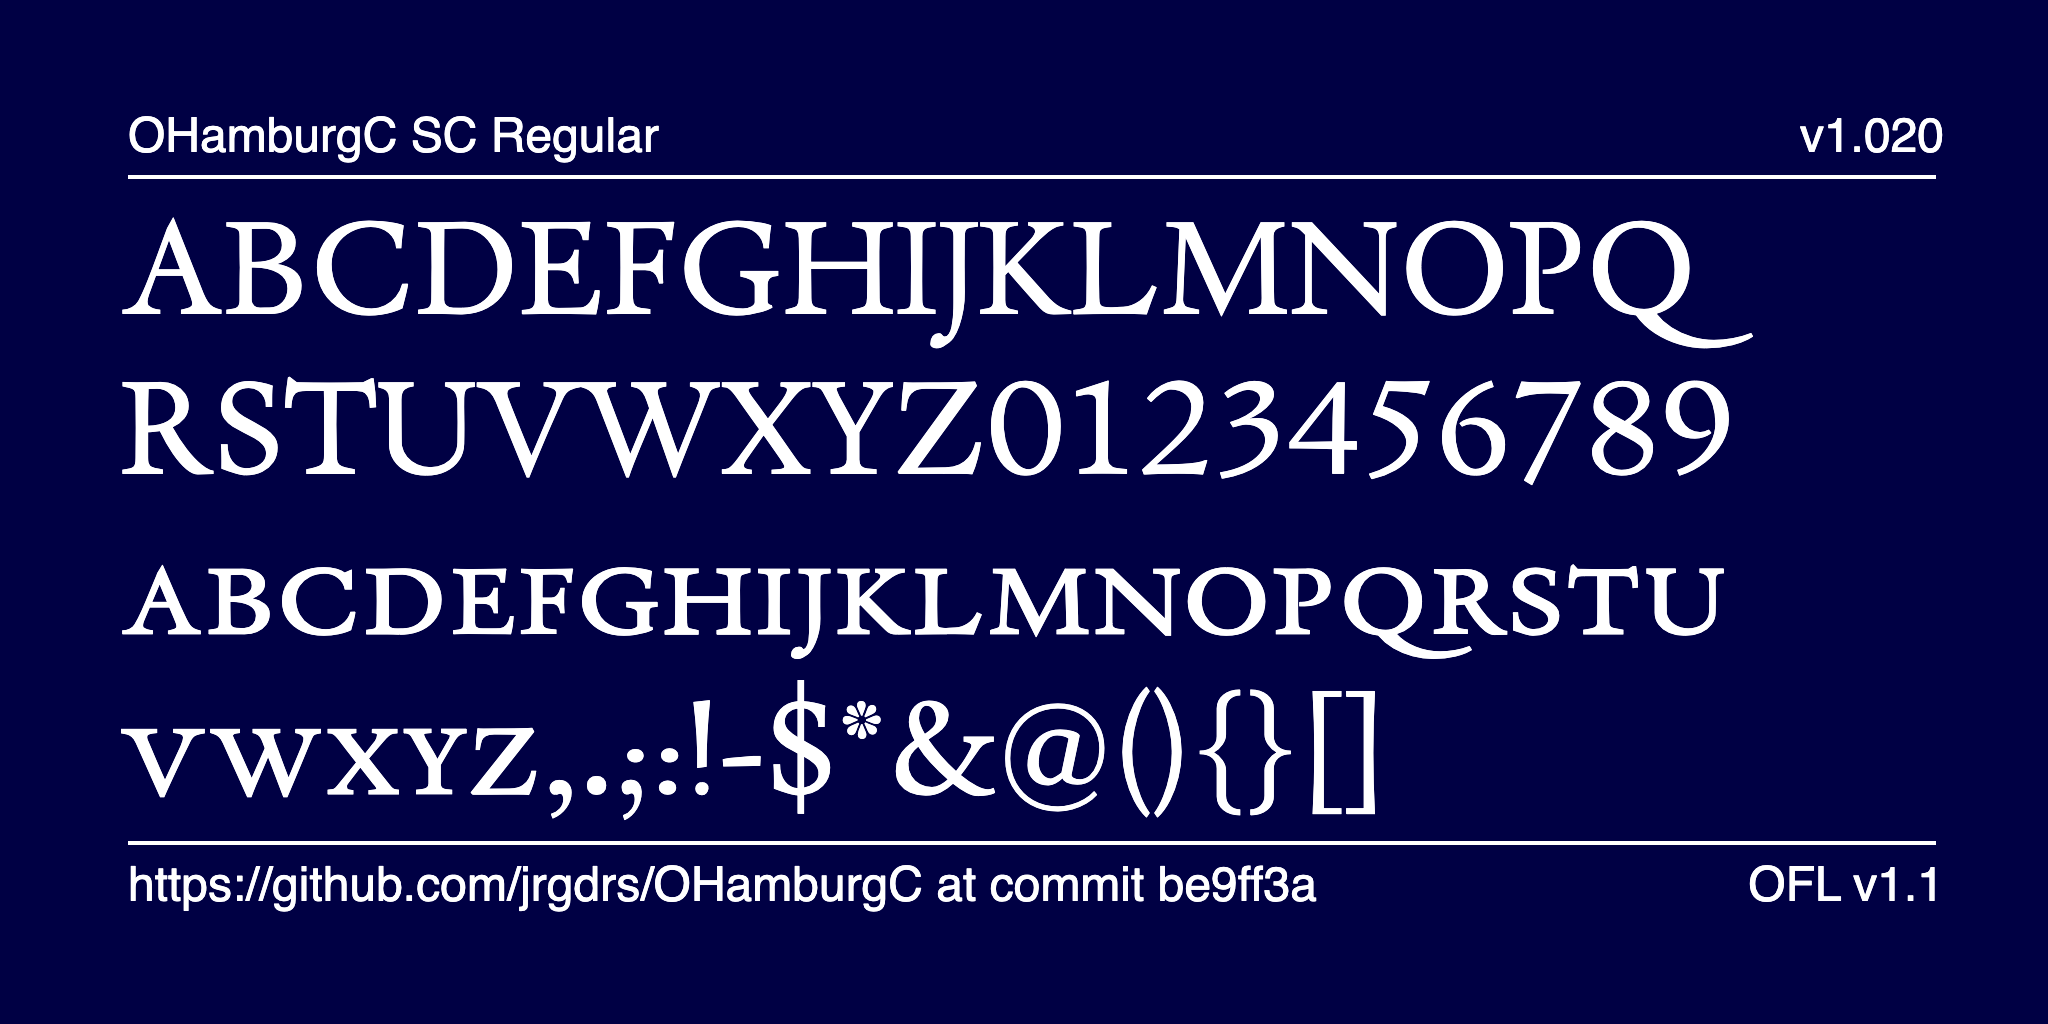 OHamburgC SC Regular
v1.020
ABCDEFGHIJKLMNOPQ
RSTUVWXYZ0123456789
ABCDEFGHIJKLMNOPQRSTU
VWXYZ,.;:!-$*&@(){}[]
https://github.com/jrgdrs/OHamburgC at commit be9ff3a
OFL v1.1